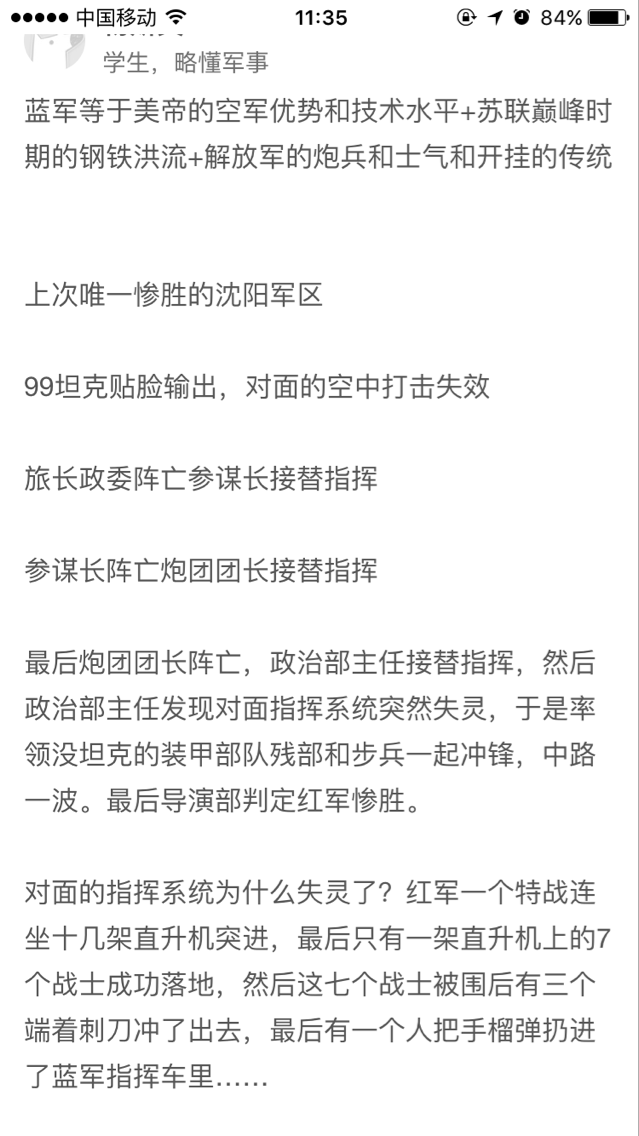 中国移动
11:35
84%
学生，略懂军事
蓝军等于美帝的空军优势和技术水平+苏联巅峰时
期的钢铁洪流+解放军的炮兵和士气和开挂的传统
上次唯一惨胜的沈阳军区
99坦克贴脸输出，对面的空中打击失效
旅长政委阵亡参谋长接替指挥
参谋长阵亡炮团团长接替指挥
最后炮团团长阵亡，政治部主任接替指挥，然后
政治部主任发现对面指挥系统突然失灵，于是率
领没坦克的装甲部队残部和步兵一起冲锋，中路
一波。最后导演部判定红军惨胜。
对面的指挥系统为什么失灵了？红军一个特战连
坐十几架直升机突进，最后只有一架直升机上的7
个战士成功落地，然后这七个战士被围后有三个
端着刺刀冲了出去，最后有一个人把手榴弹扔进
了蓝军指挥车里……